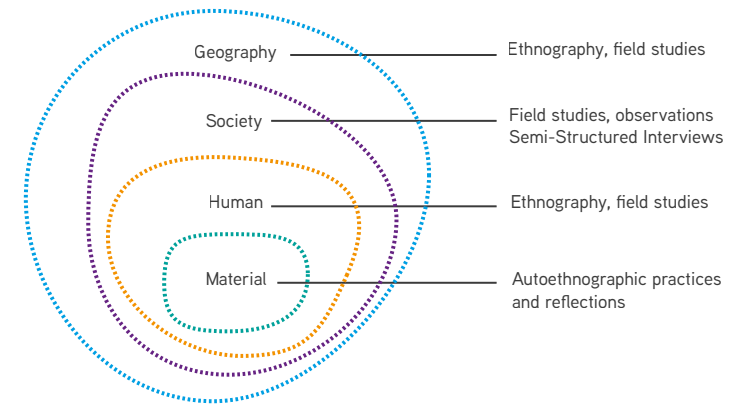 Geography
Ethnography, field studies
Society
Field studies, observations
Semi-Structured Interviews
Human
Ethnography, field studies
Material
Autoethnographic practices
and reflections